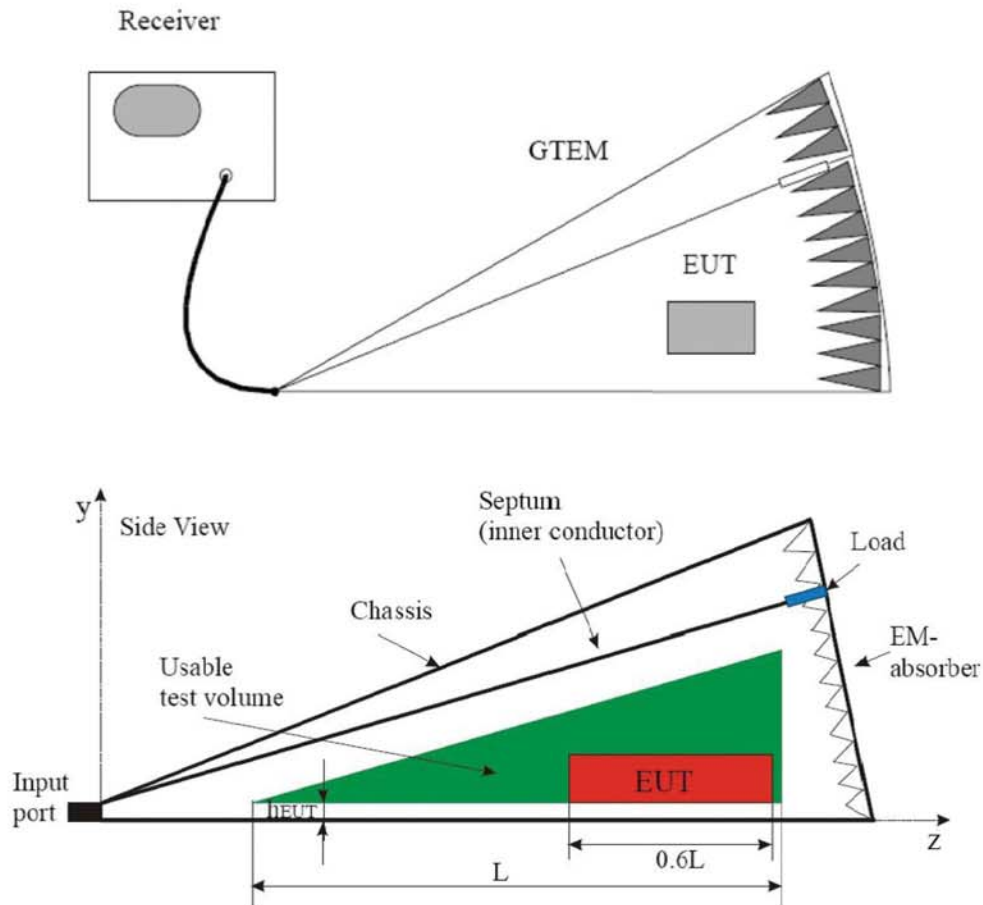 Receiver
GTEM
EUT
y
Side View
Septum
(inner conductor)
Load
Chassis
EM-
absorber
Usable
test volume
Input
port
EUT
hEUT
z
0.6L
L